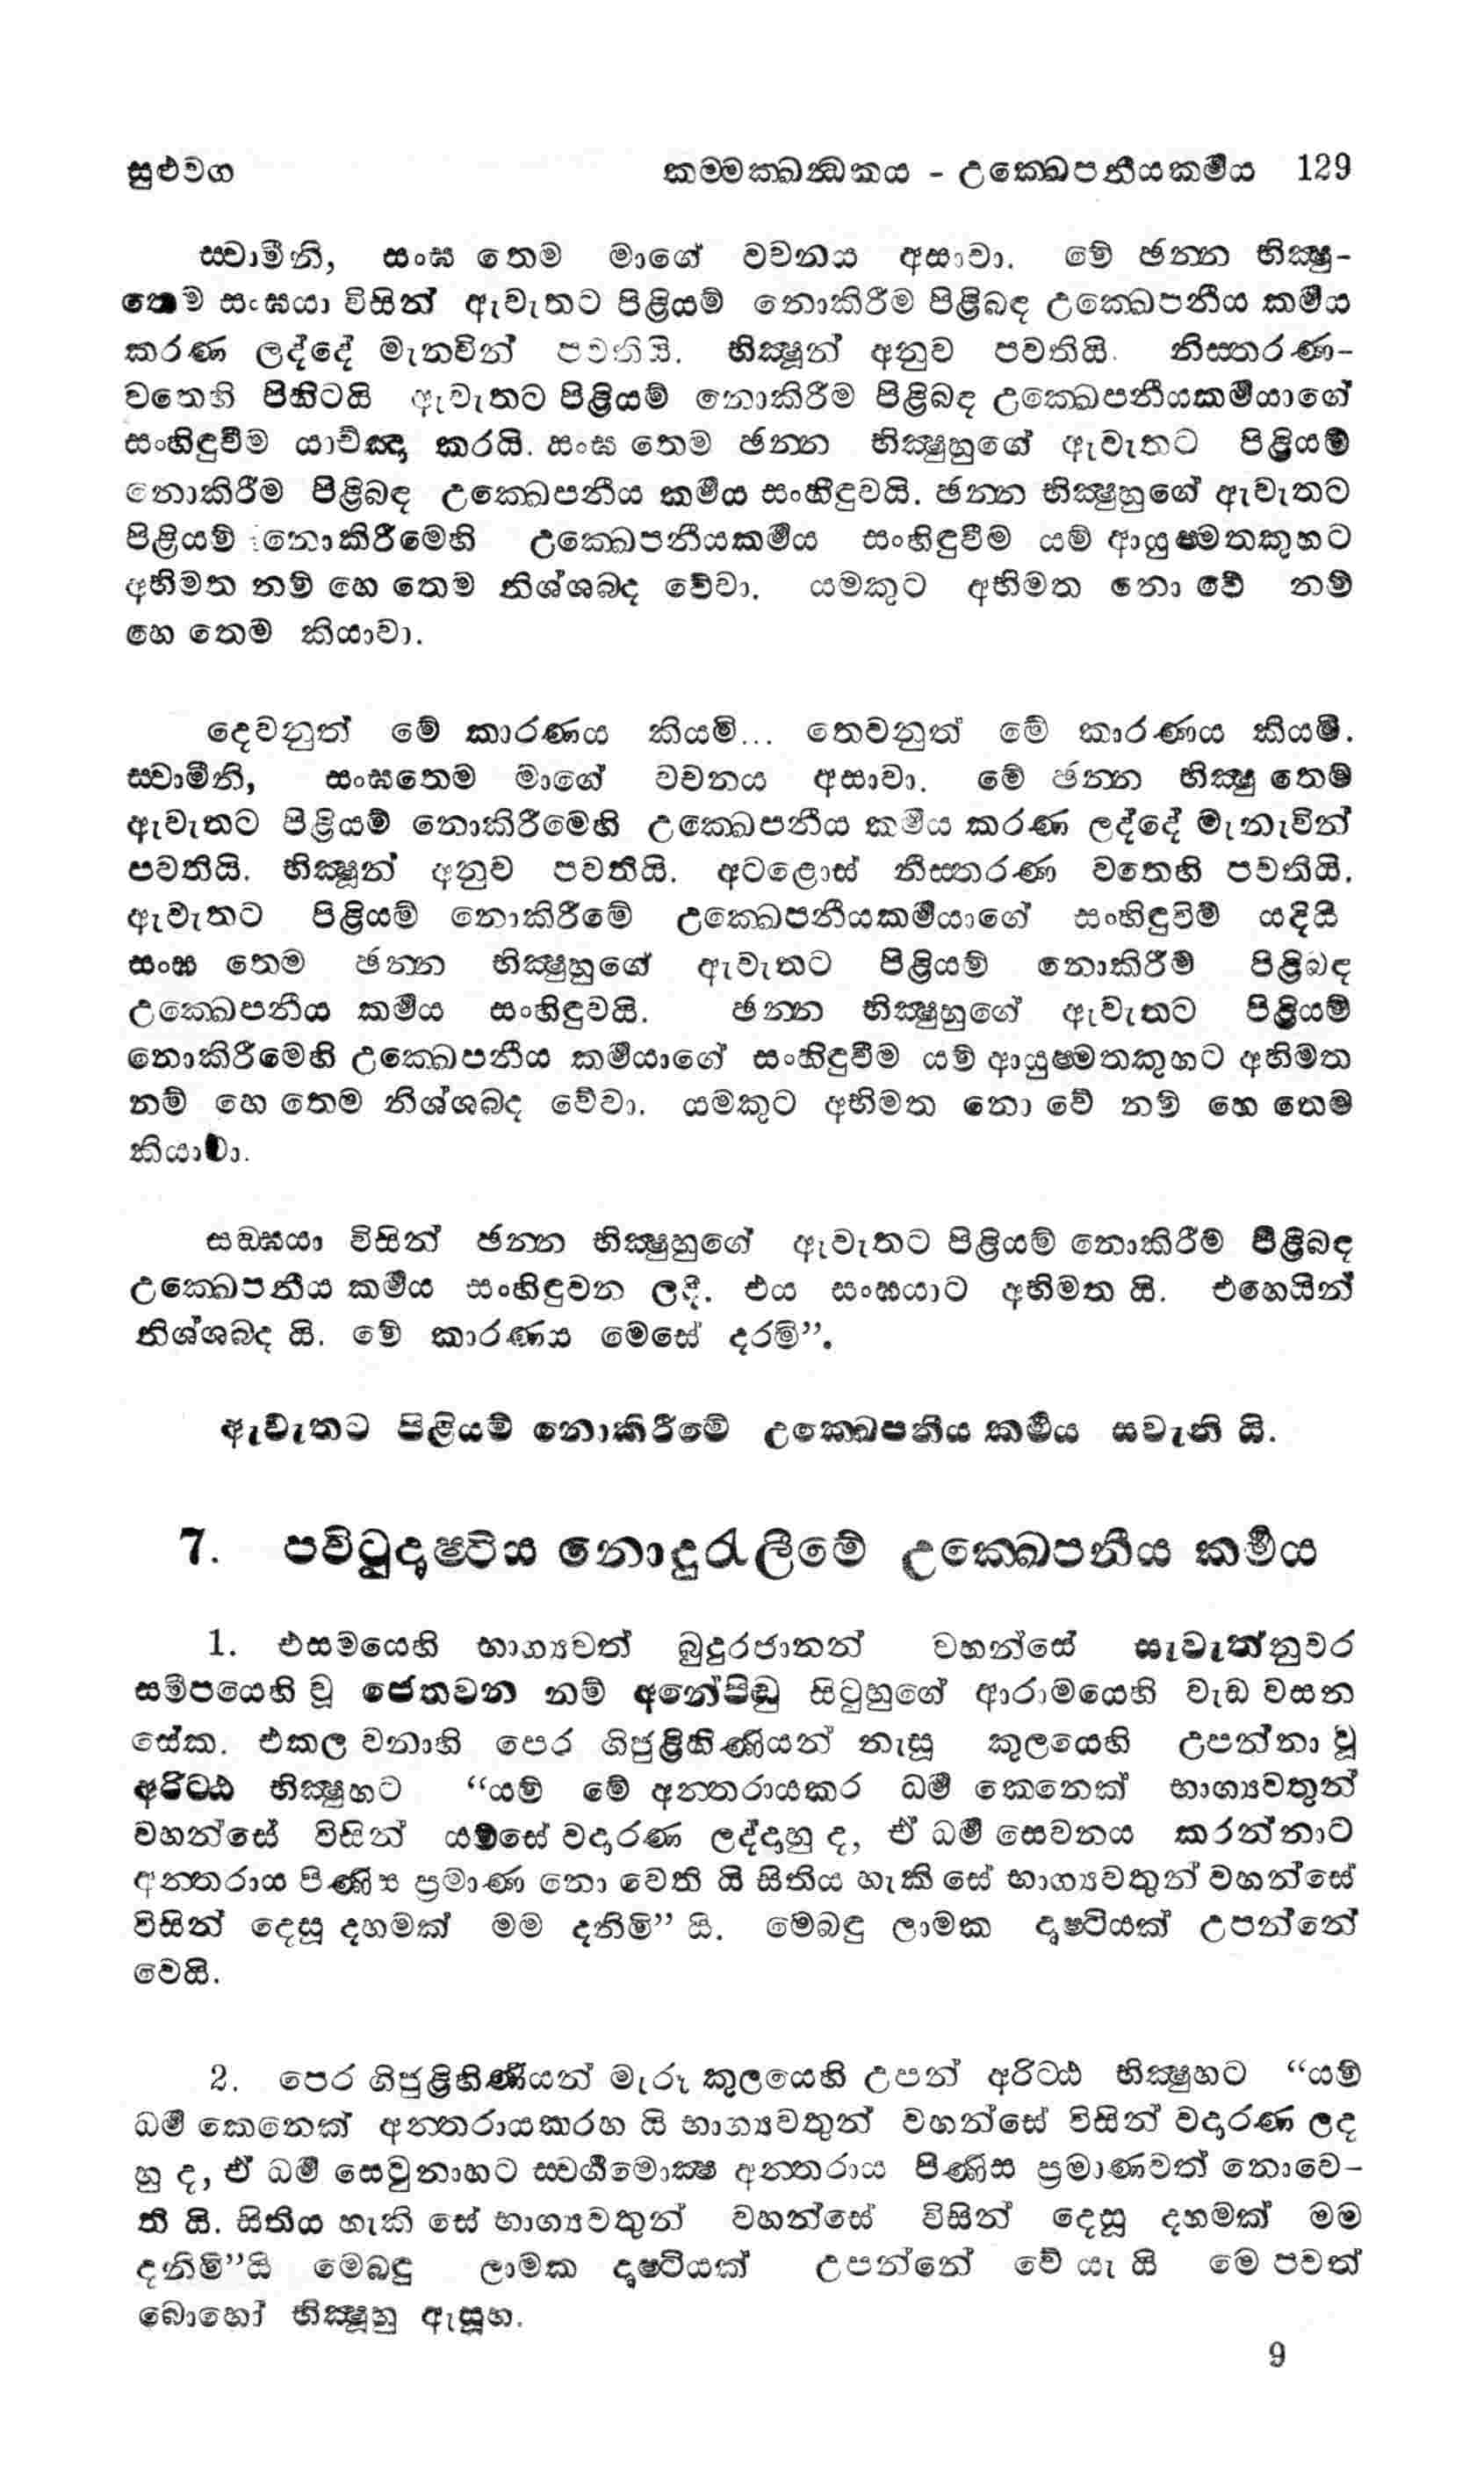 සුළුවග කම්මක්ඛන්ධකය - උක්ඛෙපනීයකර්‍මය 129
ස්වාමීනි, සංඝ තෙම මාගේ වචනය අසාවා. මේ ඡන්න භික්‍ෂු-
තෙම සංඝයා විසින් ඇවැතට පිළියම් නොකිරීම පිළිබඳ උක්ඛෙපනීය කර්‍මය
කරණ ලද්දේ මැනවින් පවතියි. භික්‍ෂූන් අනුව පවතියි. නිස්තරණ-
වතෙහි පිහිටයි ඇවැතට පිළියම් නොකිරීම පිළිබඳ උක්ඛෙපනීයකර්‍මයාගේ
සංහිඳුවීම යාච්ඤා කරයි. සංඝ තෙම ඡන්න භික්‍ෂුහුගේ ඇවැතට පිළියම්
නොකිරීම පිළිබඳ උක්ඛෙපනීය කර්‍මය සංහිඳුවයි. ඡන්න භික්‍ෂුහුගේ ඇවැතට
පිළියම් නොකිරීමෙහි උක්ඛෙපනීයකර්‍මය සංහිඳුවීම යම් ආයුෂ්මතකුහට
අභිමත නම් හෙ තෙම නිශ්ශබ්ද වේවා. යමකුට අභිමත නො වේ නම්
හෙ තෙම කියාවා.
දෙවනුත් මේ කාරණය කියමි... තෙවනුත් මේ කාරණය කියමි.
ස්වාමීනි, සංඝතෙම මාගේ වචනය අසාවා. මේ ඡන්න භික්‍ෂු තෙම්
ඇවැතට පිළියම් නොකිරීමෙහි උක්ඛෙපනීය කර්‍මය කරණ ලද්දේ මැනැවින්
පවතියි. භික්‍ෂූන් අනුව පවතියි. අටළොස් නිස්තරණ වතෙහි පවතියි.
ඇවැතට පිළියම් නොකිරීමේ උක්ඛෙපනීයකර්‍මයාගේ සංහිඳුවීම් යදියි
සංඝ තෙම ඡන්න භික්‍ෂුහුගේ ඇවැතට පිළියම් නොකිරීම් පිළිබඳ
උක්ඛෙපනීය කර්‍මය සංහිඳුවයි. ඡන්න භික්‍ෂුහුගේ ඇවැතට පිළියම්
නොකිරීමෙහි උක්ඛෙපනීය කර්‍මයාගේ සංහිඳුවීම යම් ආයුෂ්මතකුහට අභිමත
නම් හෙ තෙම නිශ්ශබ්ද වේවා. යමකුට අභිමත නො වේ නම් හෙ තෙම
කියාවා.
සඞ්ඝයා විසින් ඡන්න භික්‍ෂුහුගේ ඇවැතට පිළියම් නොකිරීම පිළිබඳ
උක්ඛෙපනීය කර්‍මය සංහිඳුවන ලදි. එය සංඝයාට අභිමත යි. එහෙයින්
නිශ්ශබ්ද යි. මේ කාරණය මෙසේ දරමි”.
ඇවැතට පිළියම් නොකිරීමේ උක්ඛෙපනීය කර්‍මය සවැනි යි.
7. පවිටුදෘෂ්ටිය නොදුරැලීමේ උක්ඛෙපනීය කර්‍මය
1. එසමයෙහි භාග්‍යවත් බුදුරජානන් වහන්සේ සැවැත්නුවර
සමීපයෙහි වූ ජෙතවන නම් අනේපිඬු සිටුහුගේ ආරාමයෙහි වැඩ වසන
සේක. එකල වනාහි පෙර ගිජුළිහිණියන් නැසූ කුලයෙහි උපන්නා වූ
අරිට්ඨ භික්‍ෂුහට “යම් මේ අන්තරායකර ධර්‍ම කෙනෙක් භාග්‍යවතුන්
වහන්සේ විසින් යම්සේ වදාරණ ලද්දාහු ද, ඒ ධර්‍ම සෙවනය කරන්නාට
අන්තරාය පිණිස ප්‍රමාණ නො වෙති යි සිතිය හැකි සේ භාග්‍යවතුන් වහන්සේ
විසින් දෙසූ දහමක් මම දනිමි” යි. මෙබඳු ලාමක දෘෂ්ටියක් උපන්නේ
වෙයි.
2. පෙර ගිජුළිහිණියන් මැරූ කුලයෙහි උපන් අරිට්ඨ භික්‍ෂුහට “යම්
ධර්‍ම කෙනෙක් අන්තරායකරහ යි භාග්‍යවතුන් වහන්සේ විසින් වදාරණ ලද
හු ද, ඒ ධර්‍ම සෙවුනාහට ස්වර්‍ගමොක්‍ෂ අන්තරාය පිණිස ප්‍රමාණවත් නොවෙ-
ති යි. සිතිය හැකි සේ භාග්‍යවතුන් වහන්සේ විසින් දෙසූ දහමක් මම
දනිමි”යි මෙබඳු ලාමක දෘෂ්ටියක් උපන්නේ වේ යැ යි මෙ පවත්
බොහෝ භික්‍ෂූහු ඇසූහ.
9